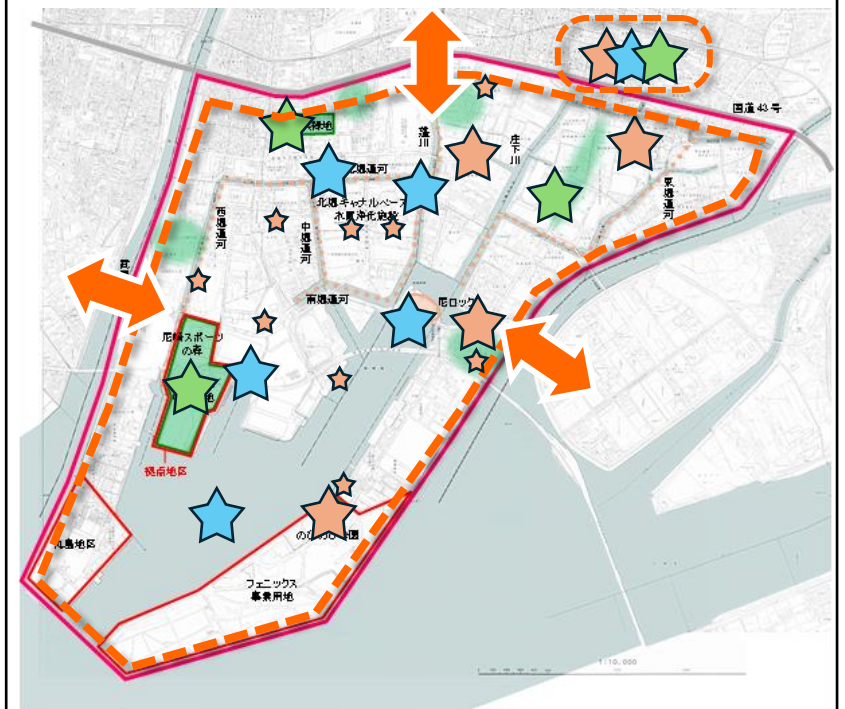 国道43号
蓬川
庄下川
緑地
堀運河
東堀運河
北堀キャナルベース
水質浄化施設
西堀運河
中堀運河
南堀運河
尼ロック
尼崎スポーツ
の森
地
拠点地区
島地区
のび
園
フェニックス
事業用地
1:10,000